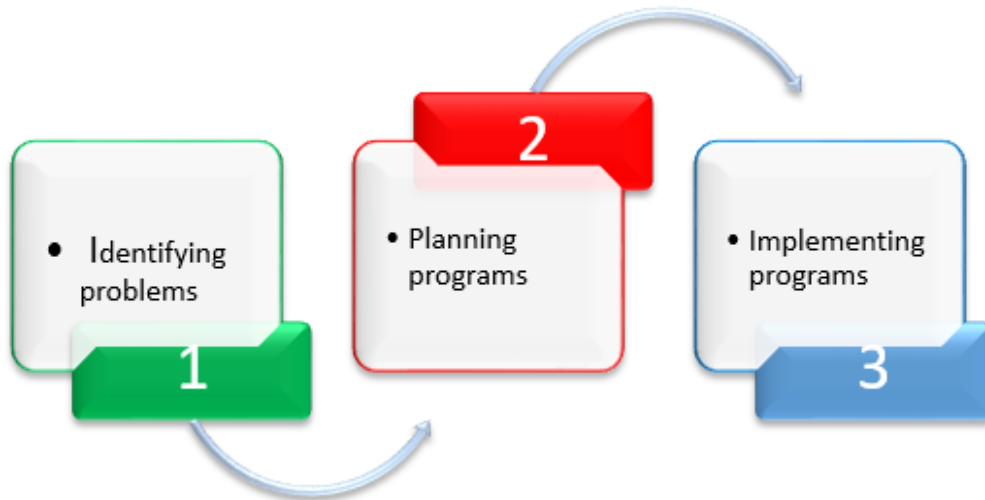 • Identifying
problems
1
2
• Planning
programs
• Implementing
programs
3